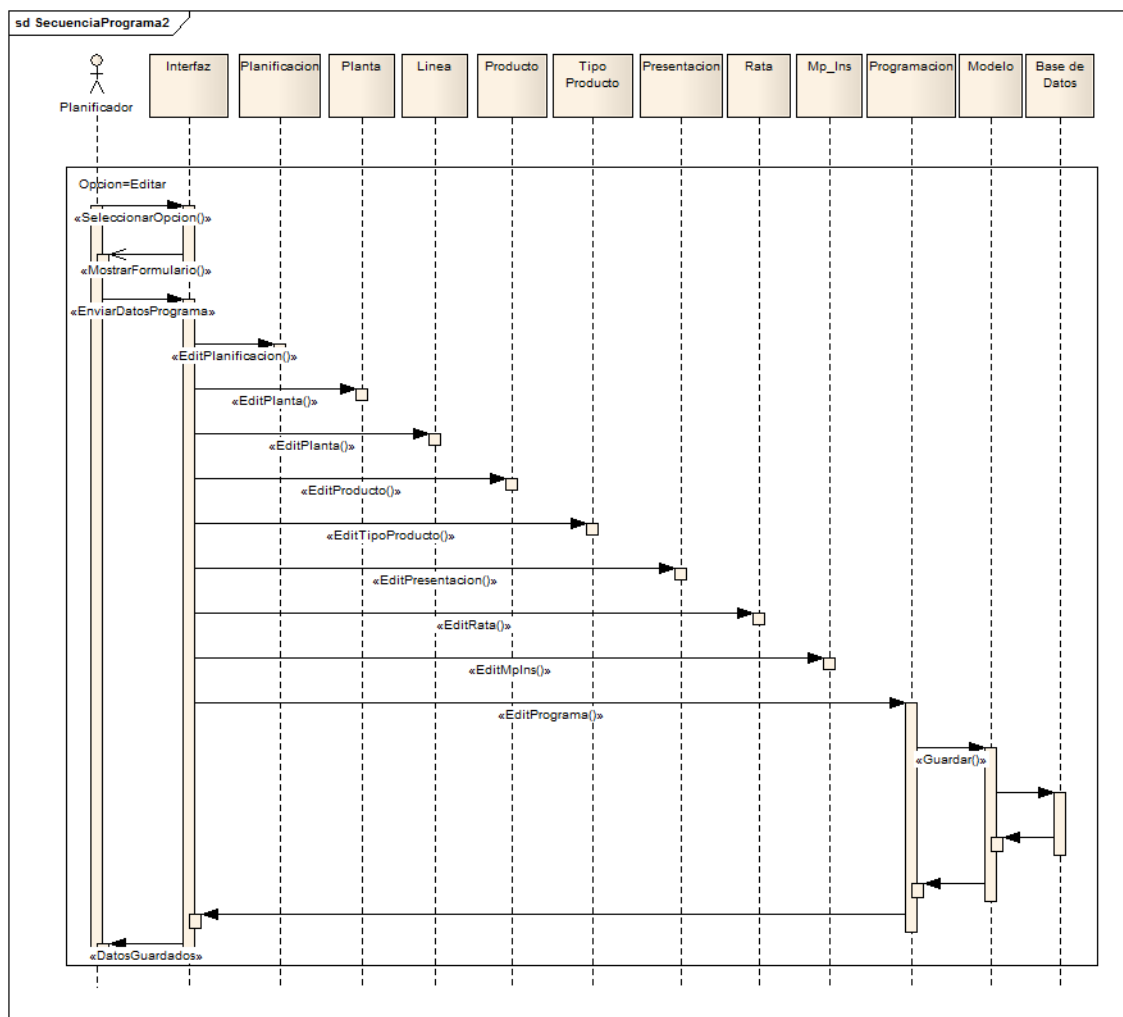 sd SecuenciaPrograma2
Planificador
Interfaz
Planificacion
Planta
Linea
Producto
Tipo
Producto
Presentacion
Rata
Mp_Ins
Programacion
Modelo
Base de
Datos
Opcion=Editar
«SeleccionarOpcion()»
«MostrarFormulario()»
«EnviarDatosPrograma»
«EditPlanificacion()»
«EditPlanta()»
«EditPlanta()»
«EditProducto()»
«EditTipoProducto()»
«EditPresentacion()»
«EditRata()»
«EditMpIns()»
«EditPrograma()»
«Guardar()»
«DatosGuardados»